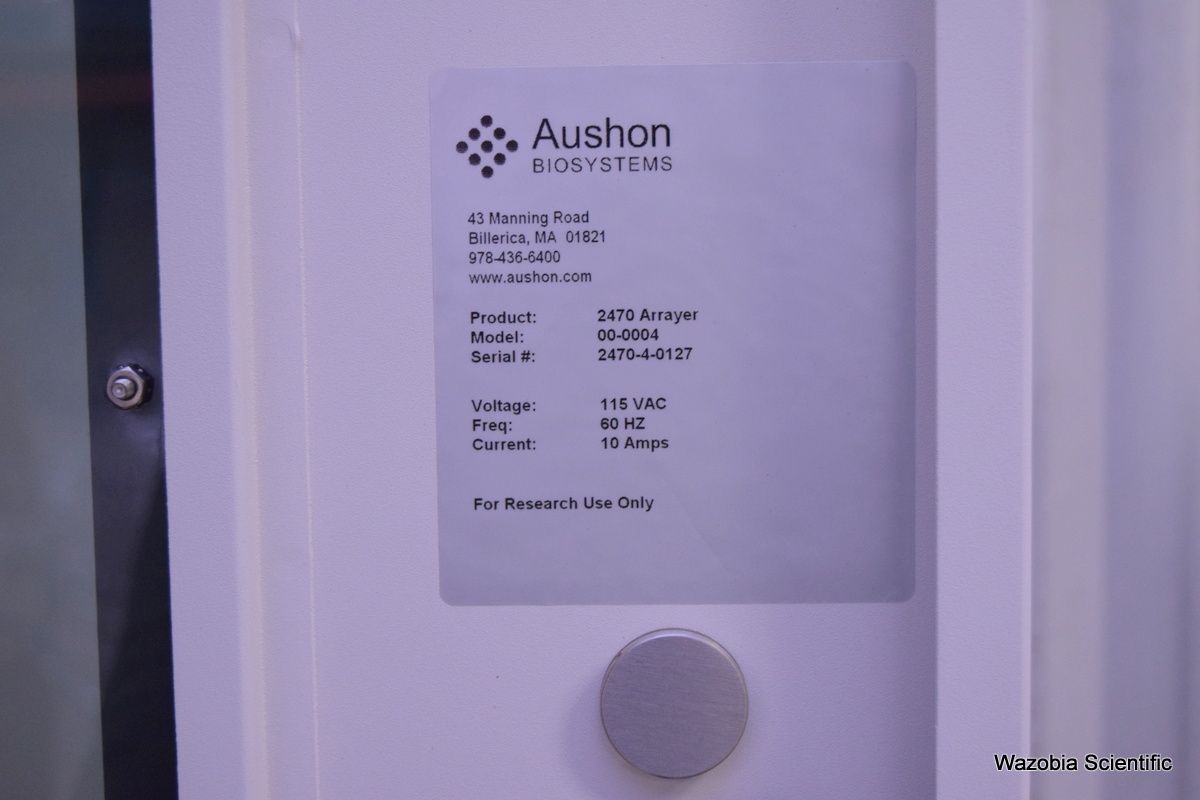 Aushon
BIOSYSTEMS
43 Manning Road
Billerica, MA 01821
978-436-6400
www.aushon.com
Product: 2470 Arrayer
Model: 00-0004
Serial #: 2470-4-0127
Voltage: 115 VAC
Freq: 60 HZ
Current: 10 Amps
For Research Use Only
Wazobia Scientific